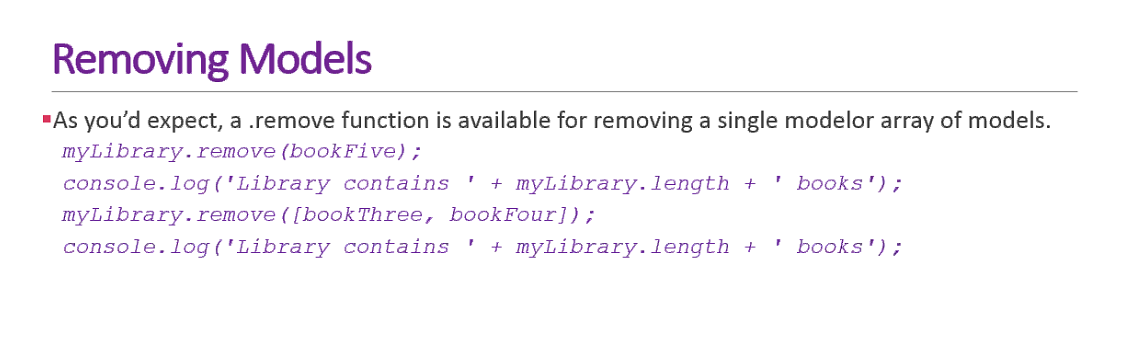 Removing Models
▪As you’d expect, a .remove function is available for removing a single modelor array of models.
myLibrary.remove(bookFive);
console.log('Library contains ' + myLibrary.length + ' books');
myLibrary.remove([bookThree, bookFour]);
console.log('Library contains ' + myLibrary.length + ' books');